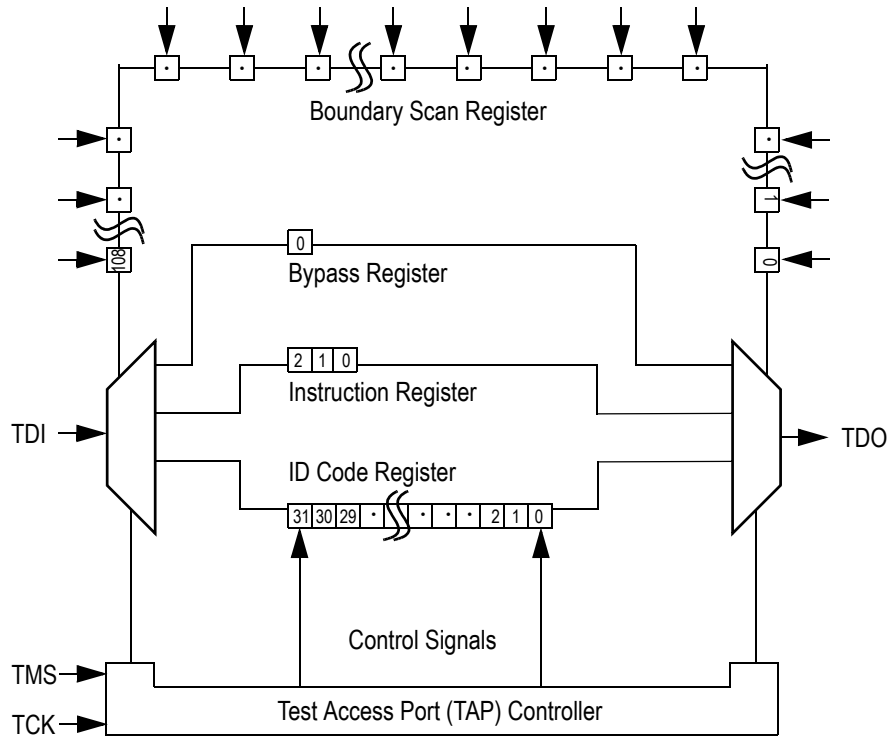 Boundary Scan Register
1
108
0
0
Bypass Register
2 1 0
Instruction Register
TDI
TDO
ID Code Register
31 30 29 · · · · 2 1 0
Control Signals
TMS
Test Access Port (TAP) Controller
TCK